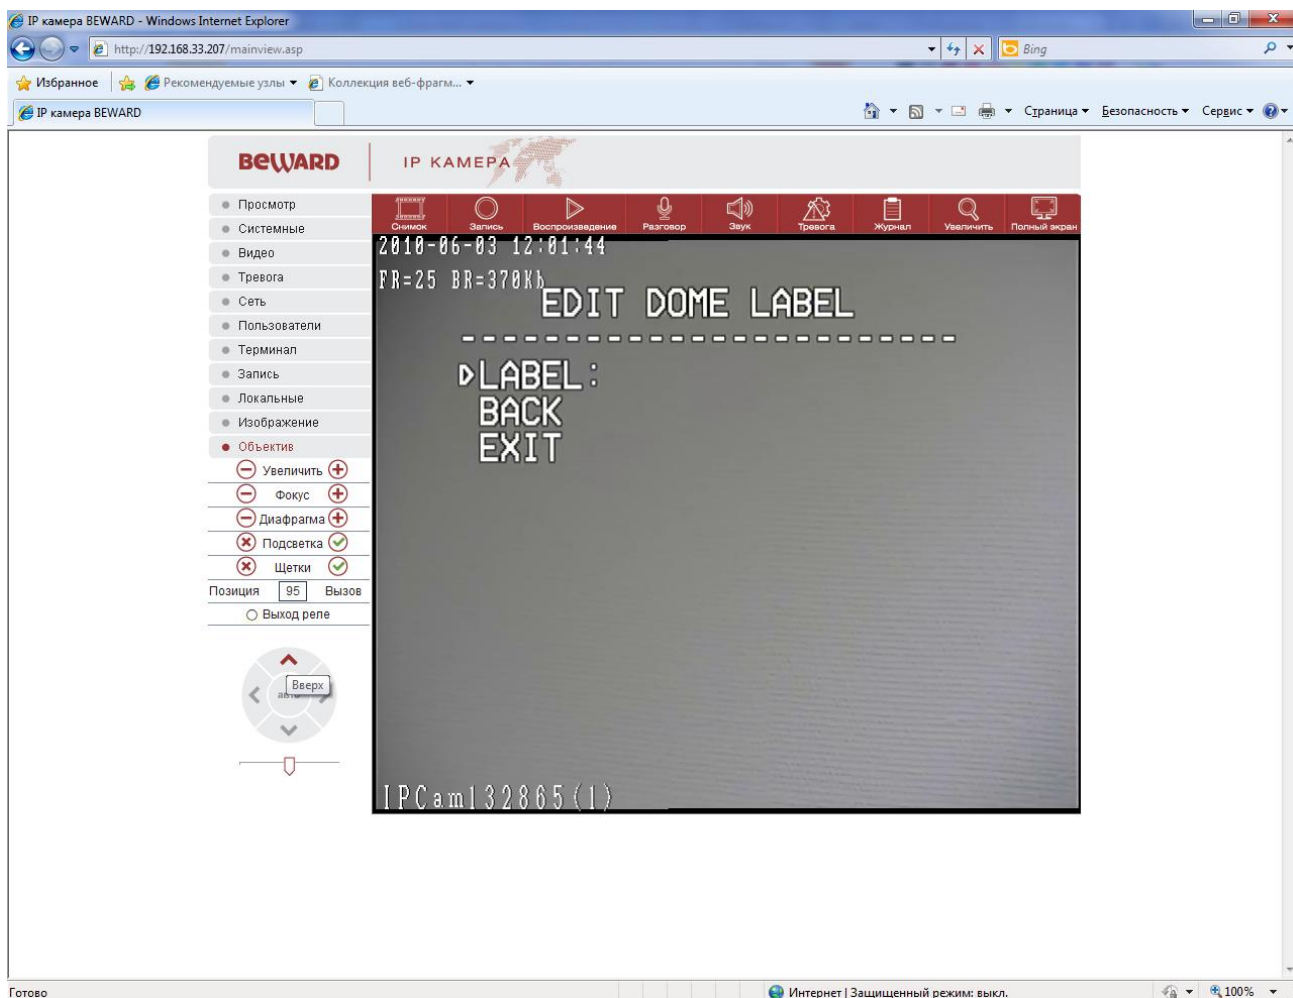 IP камера BEWARD - Windows Internet Explorer
http://192.168.33.207/mainview.asp
Bing
Избранное
Рекомендуемые узлы
Коллекция веб-фрагм...
IP камера BEWARD
Страница
Безопасность
Сервис
BEWARD
IP КАМЕРА
Просмотр
Системные
Видео
Тревога
Сеть
Пользователи
Терминал
Запись
Локальные
Изображение
Объектив
Увеличить
Фокус
Диафрагма
Подсветка
Щетки
Позиция 95 Вызов
Выход реле
Вверх
Снимок
Запись
Воспроизведение
Разговор
Звук
Тревога
Журнал
Увеличить
Полный экран
2010-06-03 12:01:44
FR=25 BR=370Kb
EDIT DOME LABEL
--------------------
LABEL:
BACK
EXIT
IPCam132865(1)
Готово
Интернет | Защищенный режим: выкл.
100%